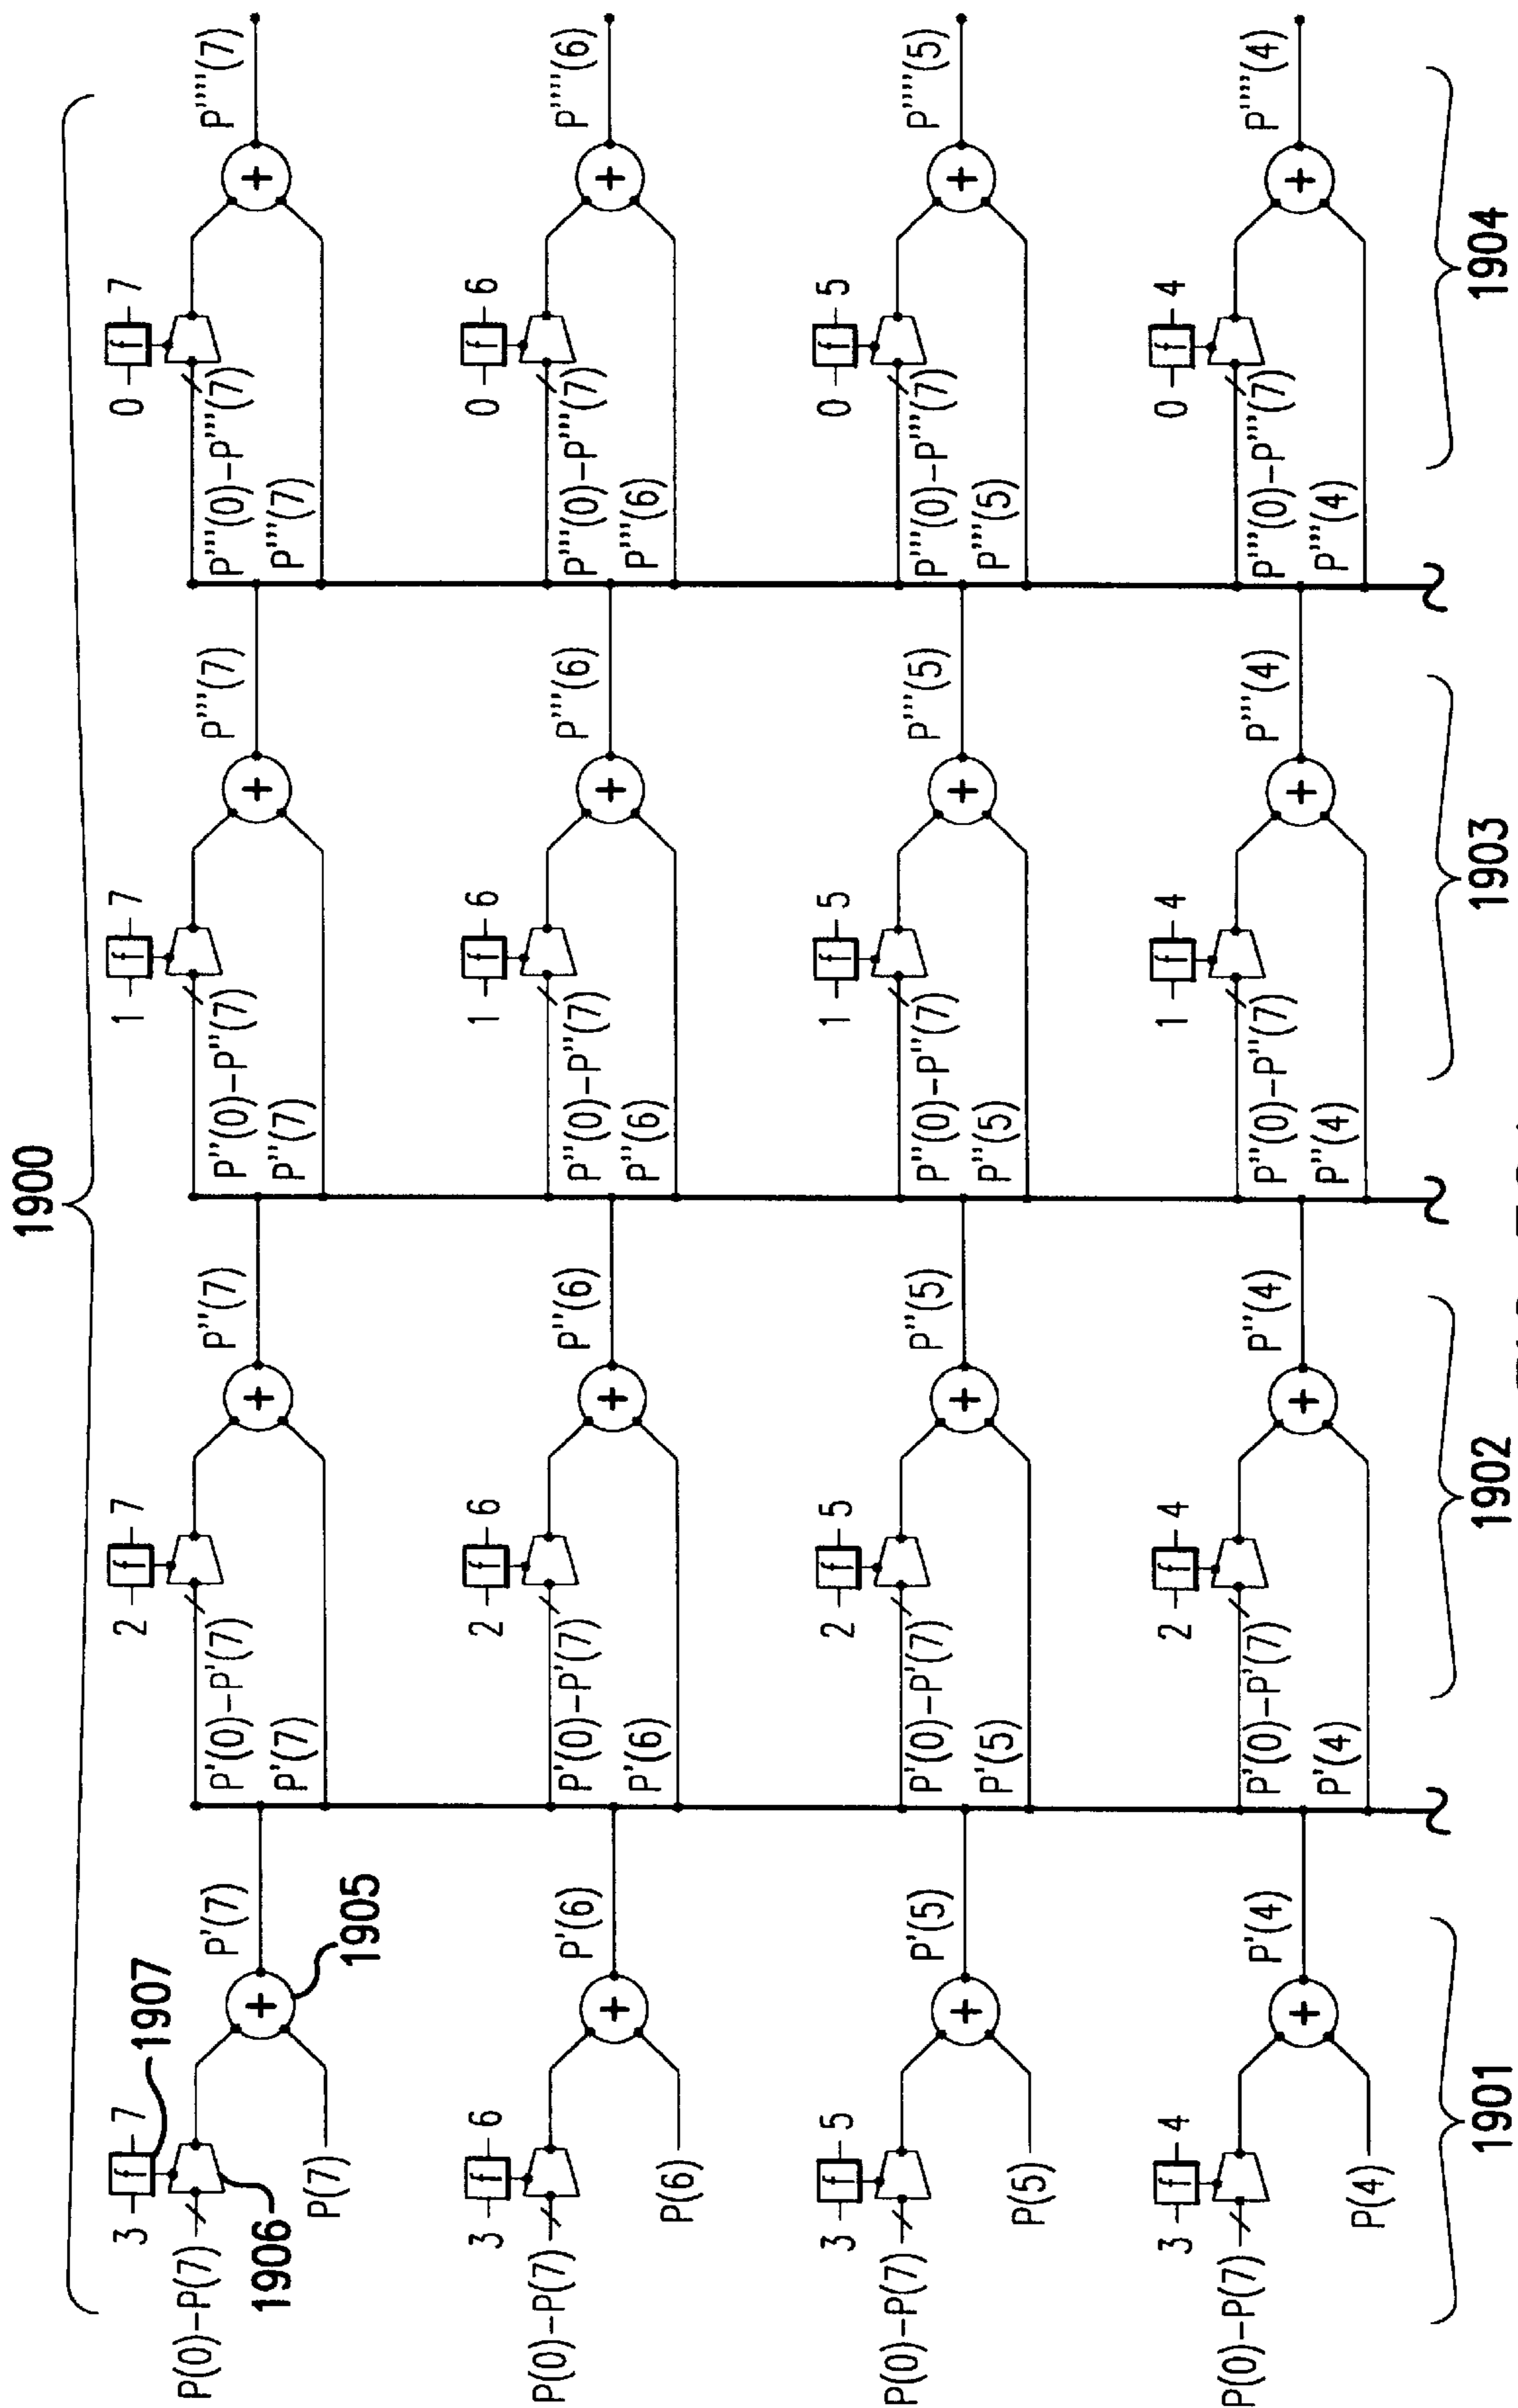 1900
3 f 7 1907 2 f 7 1 f 7 0 f 7
P(0)–P(7) P'(7) P'(0)–P'(7) P''(7) P''(0)–P''(7) P'''(7) P'''(0)–P'''(7) P''''(7)
+ + + +
1906 P(7) 1905 P'(7) P''(7) P'''(7)
3 f 6 2 f 6 1 f 6 0 f 6
P(0)–P(7) P'(6) P'(0)–P'(7) P''(6) P''(0)–P''(7) P'''(6) P'''(0)–P'''(7) P''''(6)
+ + + +
P(6) P'(6) P''(6) P'''(6)
3 f 5 2 f 5 1 f 5 0 f 5
P(0)–P(7) P'(5) P'(0)–P'(7) P''(5) P''(0)–P''(7) P'''(5) P'''(0)–P'''(7) P''''(5)
+ + + +
P(5) P'(5) P''(5) P'''(5)
3 f 4 2 f 4 1 f 4 0 f 4
P(0)–P(7) P'(4) P'(0)–P'(7) P''(4) P''(0)–P''(7) P'''(4) P'''(0)–P'''(7) P''''(4)
+ + + +
P(4) P'(4) P''(4) P'''(4)
1901 1902 1903 1904